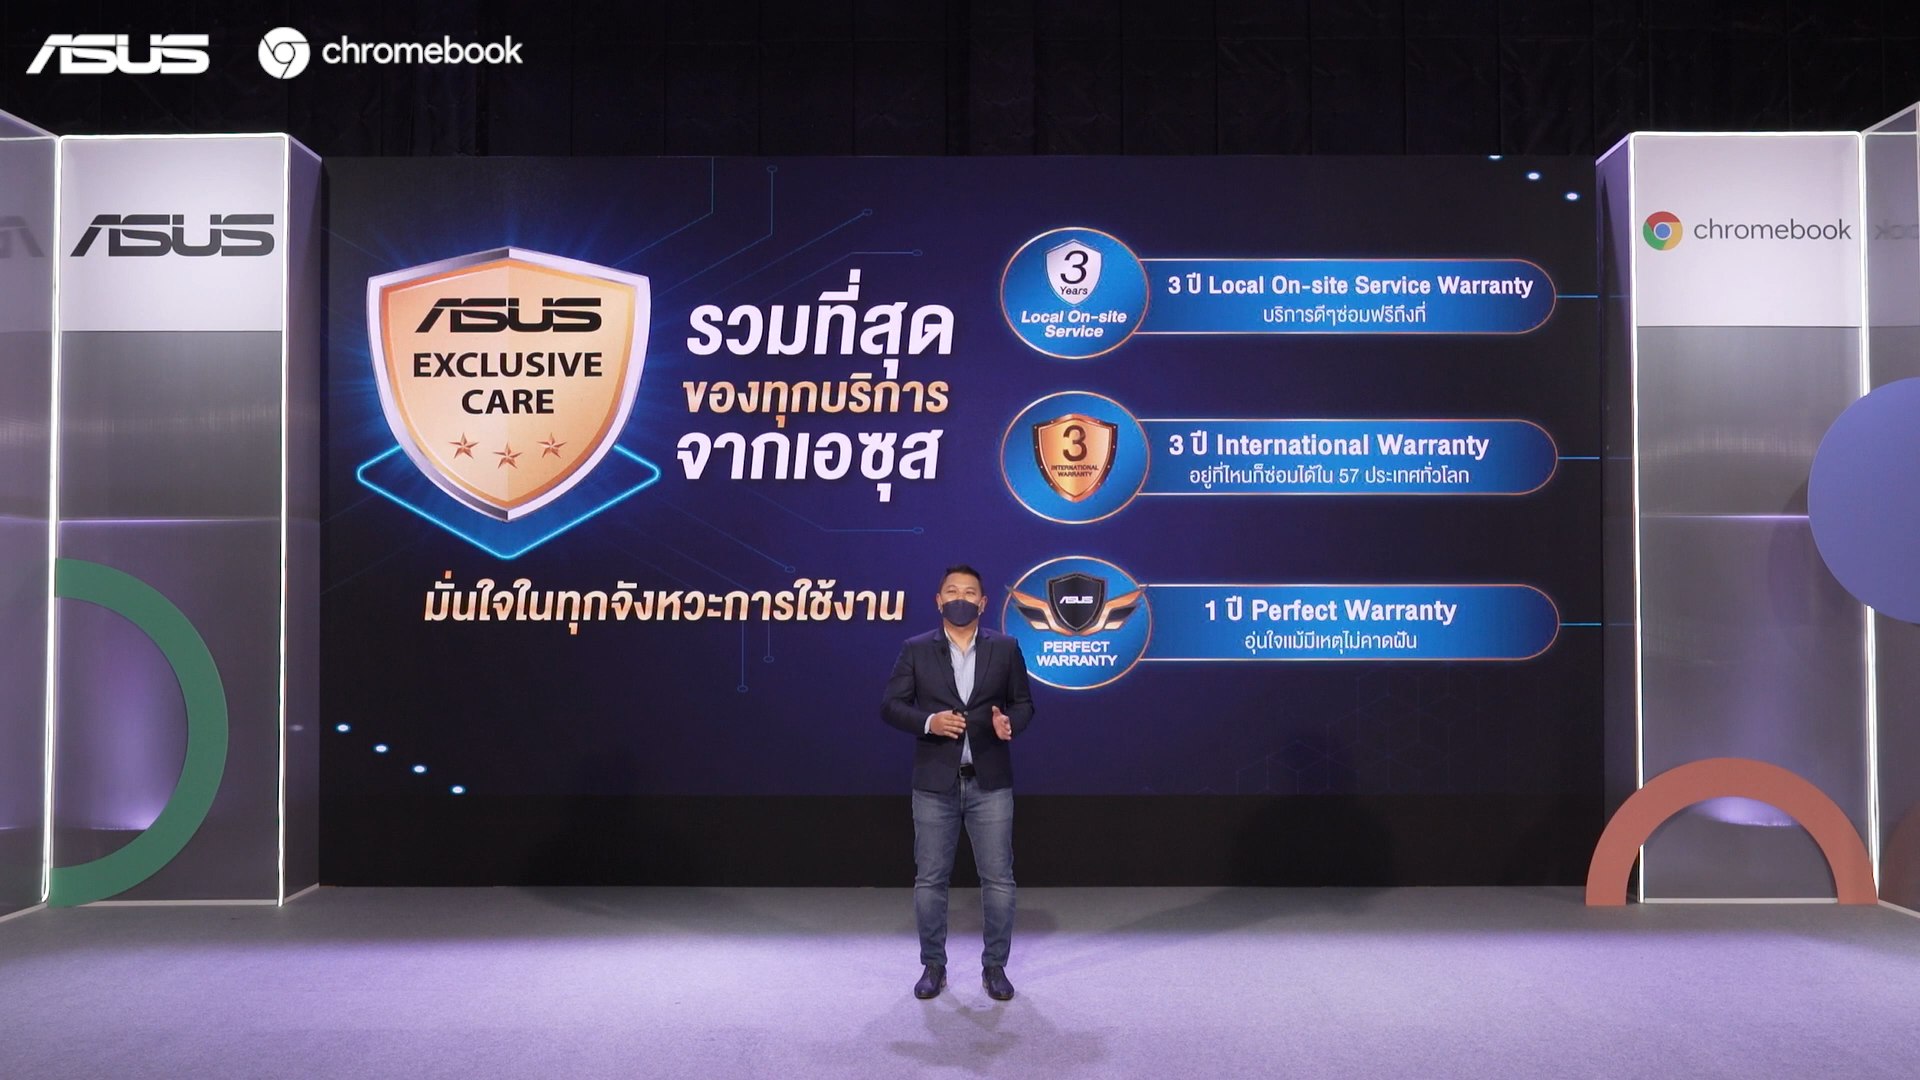 ASUS
chromebook
ASUS
chromebook
ASUS
EXCLUSIVE
CARE
รวมที่สุด
ของทุกบริการ
จากเอซุส
มั่นใจในทุกจังหวะการใช้งาน
3
Years
Local On-site
Service
3 ปี Local On-site Service Warranty
บริการดีๆซ่อมฟรีถึงที่
3
INTERNATIONAL
WARRANTY
3 ปี International Warranty
อยู่ที่ไหนก็ซ่อมได้ใน 57 ประเทศทั่วโลก
ASUS
PERFECT
WARRANTY
1 ปี Perfect Warranty
อุ่นใจแม้มีเหตุไม่คาดฝัน